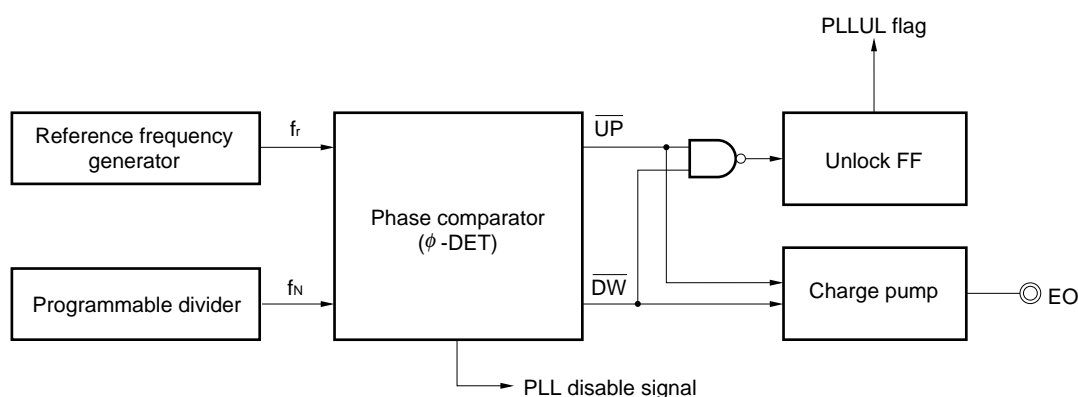 PLLUL flag
Reference frequency
generator
fr
UP
Unlock FF
Phase comparator
(ϕ -DET)
Programmable divider
fN
DW
Charge pump
EO
PLL disable signal